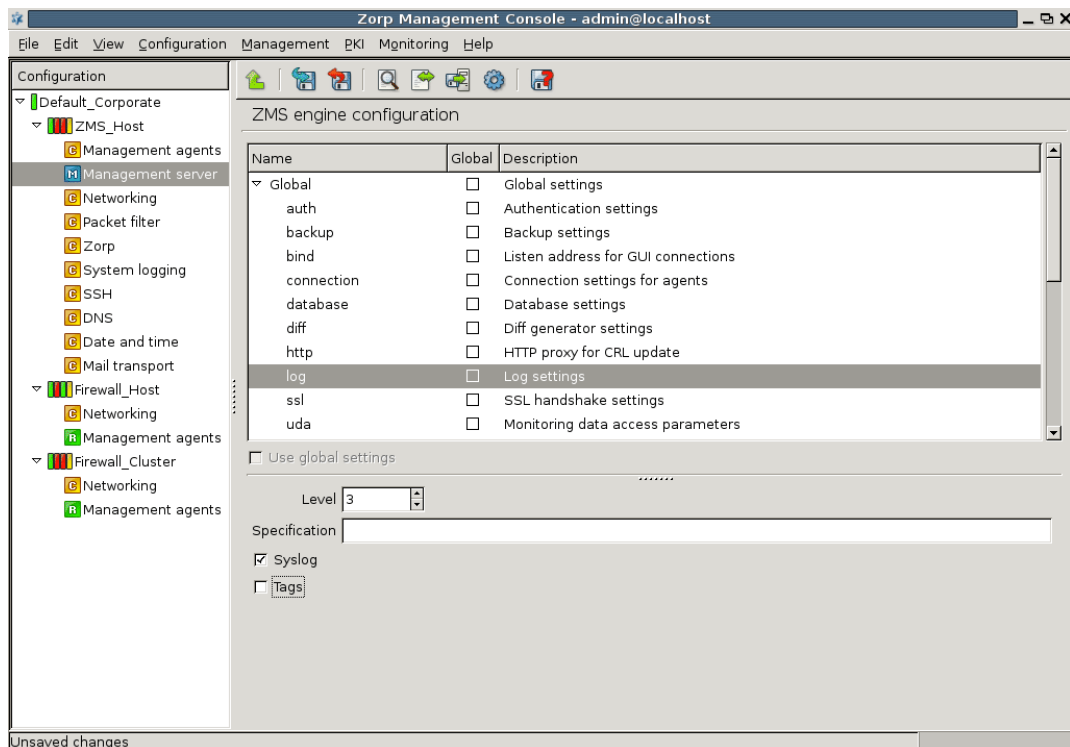 Zorp Management Console - admin@localhost
File Edit View Configuration Management PKI Monitoring Help
Configuration
Default_Corporate
ZMS_Host
C Management agents
M Management server
C Networking
C Packet filter
C Zorp
C System logging
C SSH
C DNS
C Date and time
C Mail transport
Firewall_Host
C Networking
R Management agents
Firewall_Cluster
C Networking
R Management agents
ZMS engine configuration
Name Global Description
Global Global settings
auth Authentication settings
backup Backup settings
bind Listen address for GUI connections
connection Connection settings for agents
database Database settings
diff Diff generator settings
http HTTP proxy for CRL update
log Log settings
ssl SSL handshake settings
uda Monitoring data access parameters
Use global settings
Level 3
Specification
Syslog
Tags
Unsaved changes